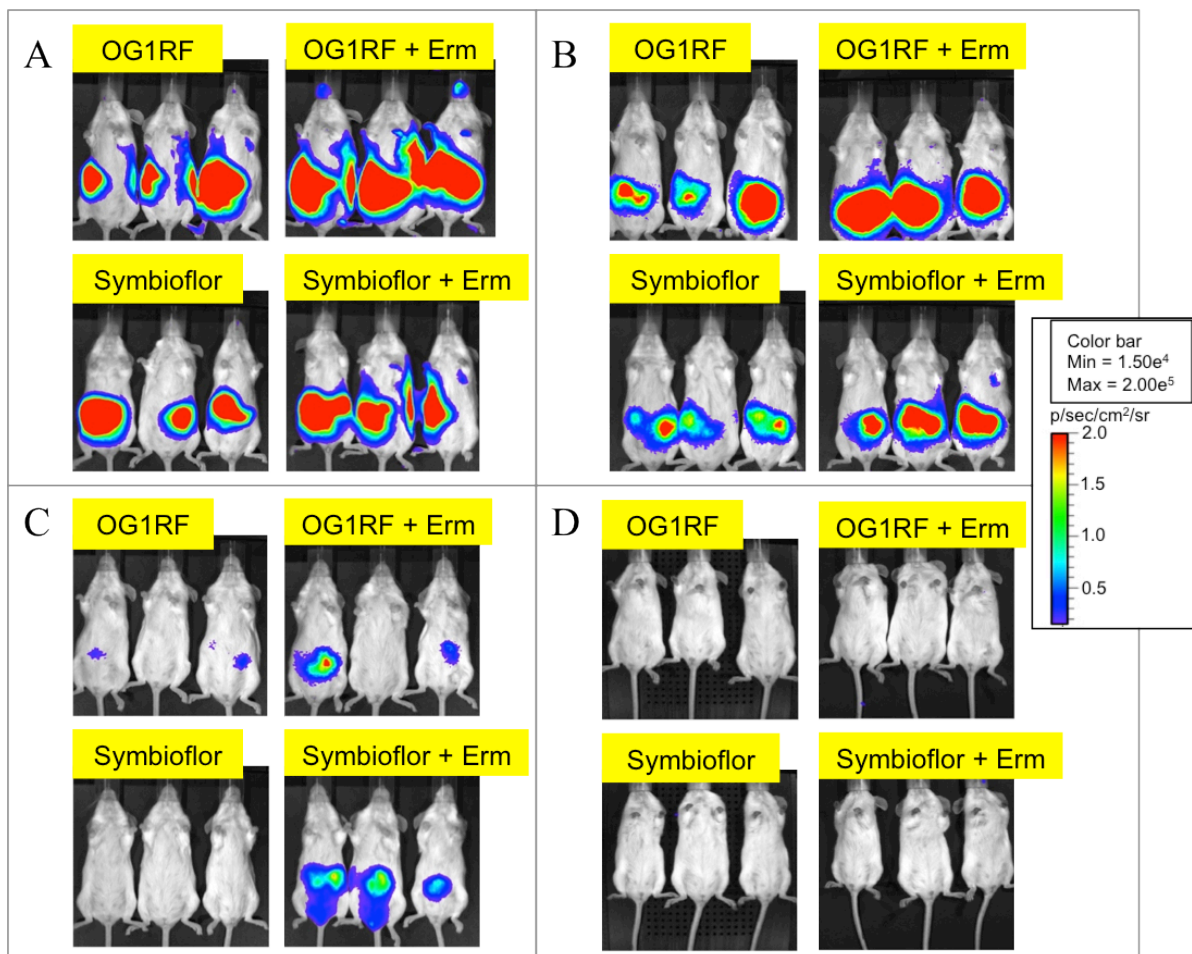 A
OG1RF
OG1RF + Erm
Symbioflor
Symbioflor + Erm
B
OG1RF
OG1RF + Erm
Symbioflor
Symbioflor + Erm
Color bar
Min = 1.50e⁴
Max = 2.00e⁵
p/sec/cm²/sr
2.0
1.5
1.0
0.5
C
OG1RF
OG1RF + Erm
Symbioflor
Symbioflor + Erm
D
OG1RF
OG1RF + Erm
Symbioflor
Symbioflor + Erm